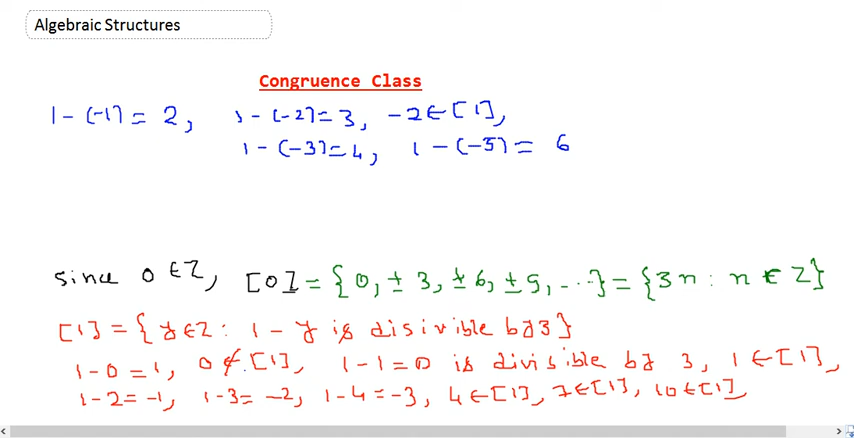 Algebraic Structures
Congruence Class
1 - (-1) = 2, 1 - (-2) = 3, -2 ∈ [1],
1 - (-3) = 4, 1 - (-5) = 6
since 0 ∈ Z, [0] = {0, ± 3, ± 6, ± 9, ...} = {3n : n ∈ Z}
[1] = { y ∈ Z : 1 - y is disivible by 3}
1 - 0 = 1, 0 ∉ [1], 1 - 1 = 0 is divisible by 3, 1 ∈ [1],
1 - 2 = -1, 1 - 3 = -2, 1 - 4 = -3, 4 ∈ [1], 7 ∈ [1], 10 ∈ [1],